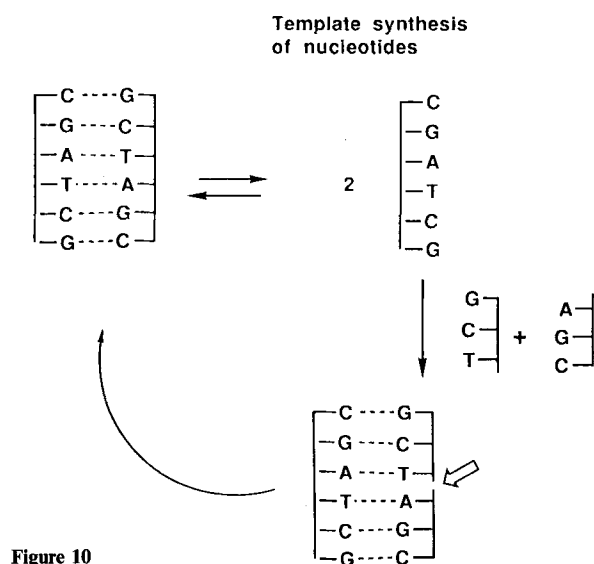 Template synthesis
of nucleotides
C ---- G
G ---- C
A ---- T
T ---- A
C ---- G
G ---- C
2
C
G
A
T
C
G
G
C
T
+
A
G
C
C ---- G
G ---- C
A ---- T
T ---- A
C ---- G
G ---- C
Figure 10